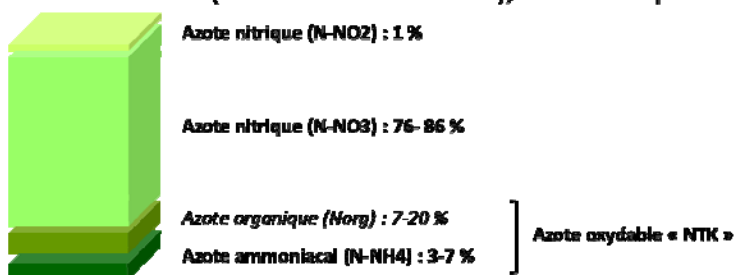 Azote nitrique (N-NO2) : 1 %
Azote nitrique (N-NO3) : 76- 86 %
Azote organique (Norg) : 7-20 %
Azote oxydable « NTK »
Azote ammoniacal (N-NH4) : 3-7 %